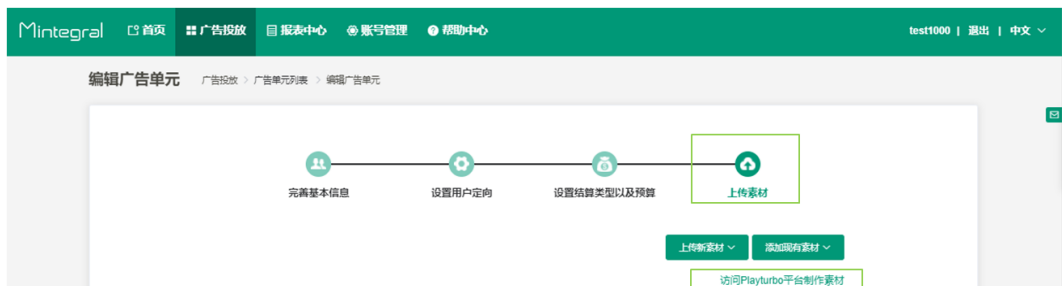 Mintegral 首页 广告投放 报表中心 账号管理 帮助中心 test1000 | 退出 | 中文
编辑广告单元 广告投放 > 广告单元列表 > 编辑广告单元
完善基本信息 设置用户定向 设置结算类型以及预算 上传素材
上传新素材 添加现有素材
访问Playturbo平台制作素材